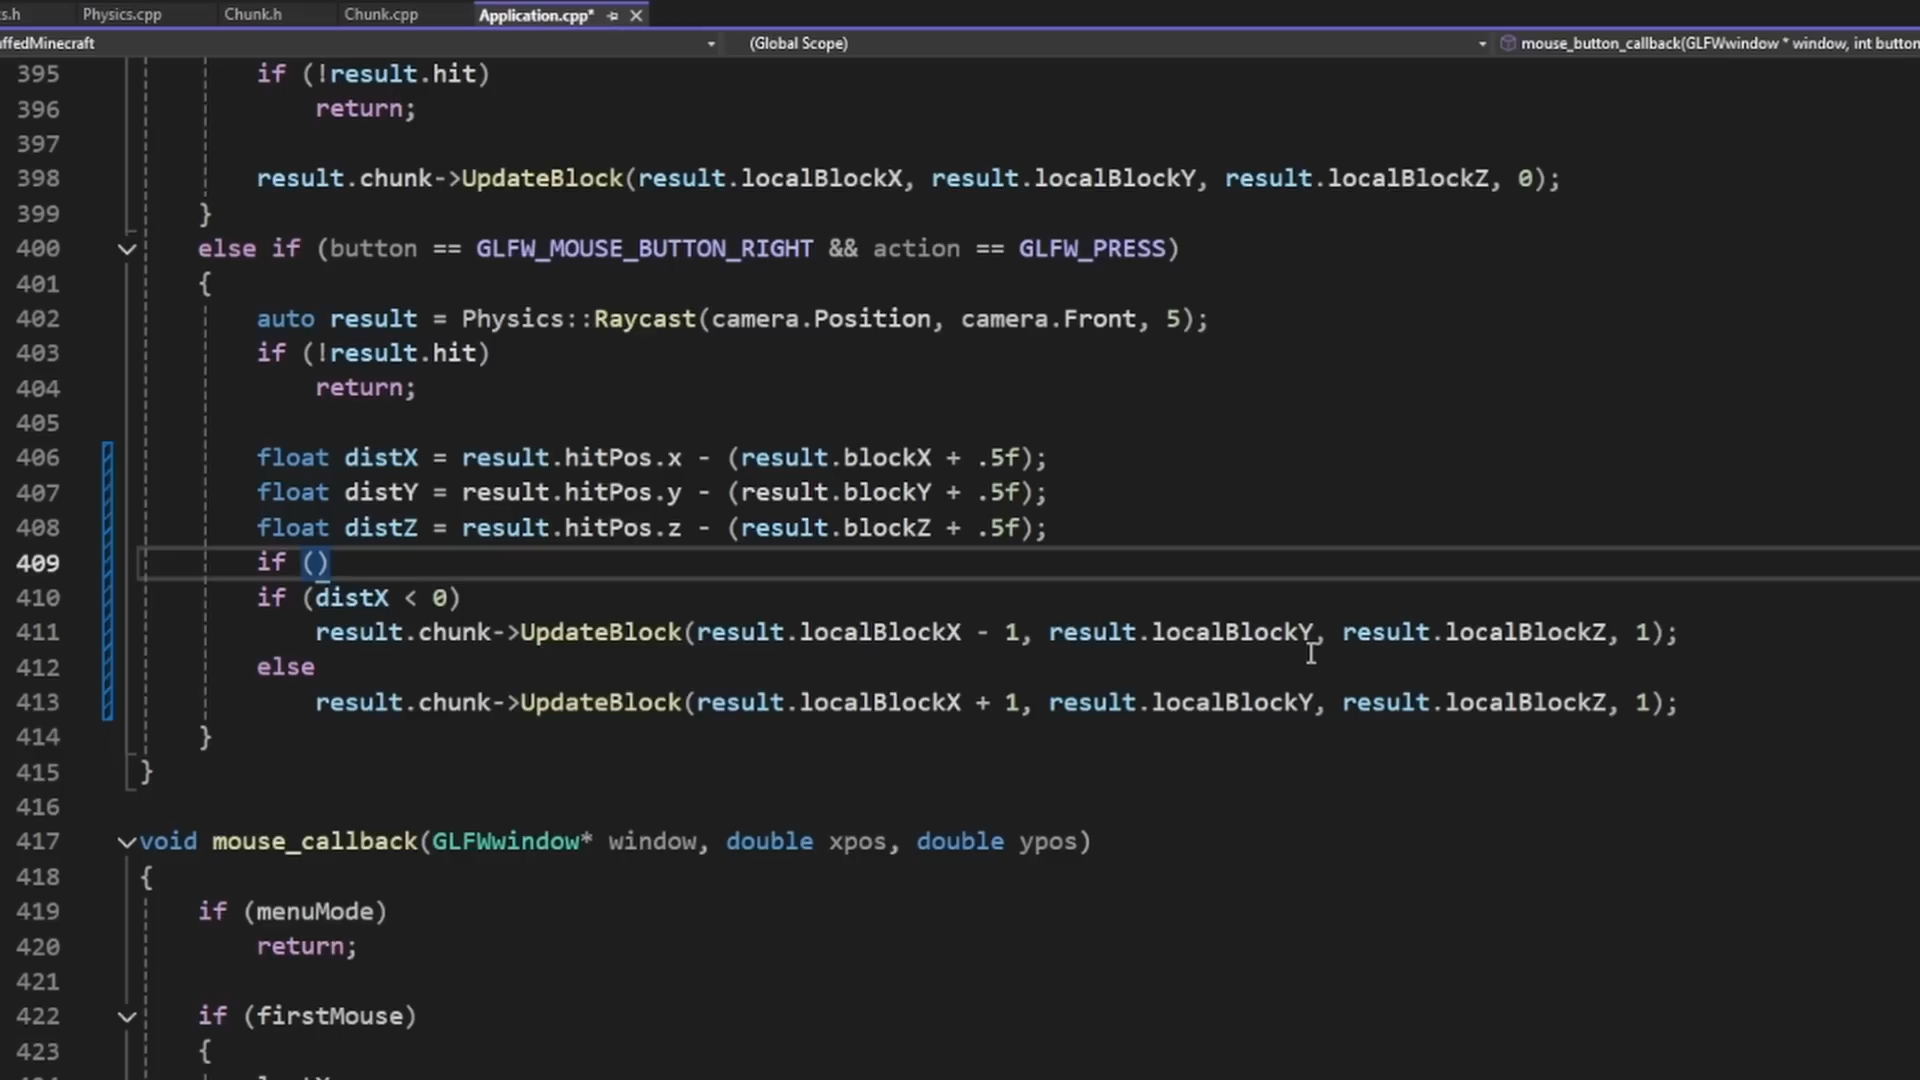 s.h Physics.cpp Chunk.h Chunk.cpp Application.cpp*
uffedMinecraft (Global Scope) mouse_button_callback(GLFWwindow * window, int button
395 if (!result.hit)
396 return;
397
398 result.chunk->UpdateBlock(result.localBlockX, result.localBlockY, result.localBlockZ, 0);
399 }
400 else if (button == GLFW_MOUSE_BUTTON_RIGHT && action == GLFW_PRESS)
401 {
402 auto result = Physics::Raycast(camera.Position, camera.Front, 5);
403 if (!result.hit)
404 return;
405
406 float distX = result.hitPos.x - (result.blockX + .5f);
407 float distY = result.hitPos.y - (result.blockY + .5f);
408 float distZ = result.hitPos.z - (result.blockZ + .5f);
409 if ()
410 if (distX < 0)
411 result.chunk->UpdateBlock(result.localBlockX - 1, result.localBlockY, result.localBlockZ, 1);
412 else
413 result.chunk->UpdateBlock(result.localBlockX + 1, result.localBlockY, result.localBlockZ, 1);
414 }
415 }
416
417 void mouse_callback(GLFWwindow* window, double xpos, double ypos)
418 {
419 if (menuMode)
420 return;
421
422 if (firstMouse)
423 {